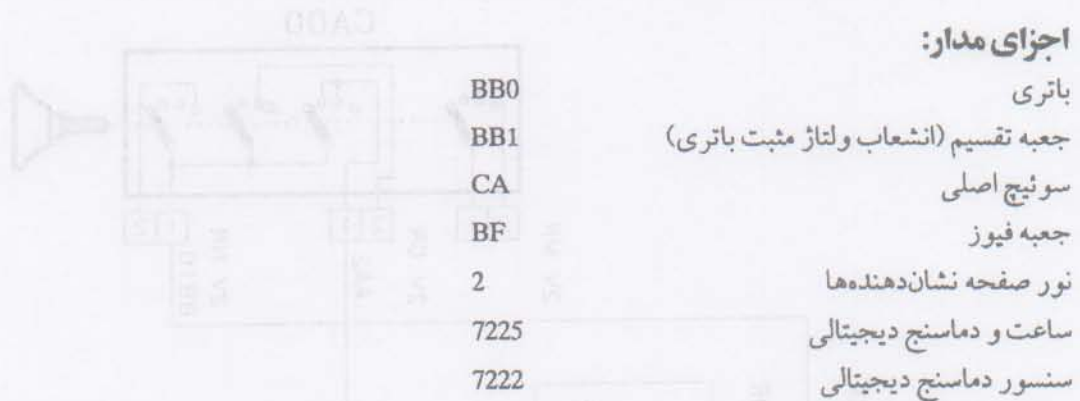 اجزای مدار:
باتری BB0
جعبه تقسیم (انشعاب ولتاژ مثبت باتری) BB1
سوئیچ اصلی CA
جعبه فیوز BF
نور صفحه نشان‌دهنده‌ها 2
ساعت و دماسنج دیجیتالی 7225
سنسور دماسنج دیجیتالی 7222